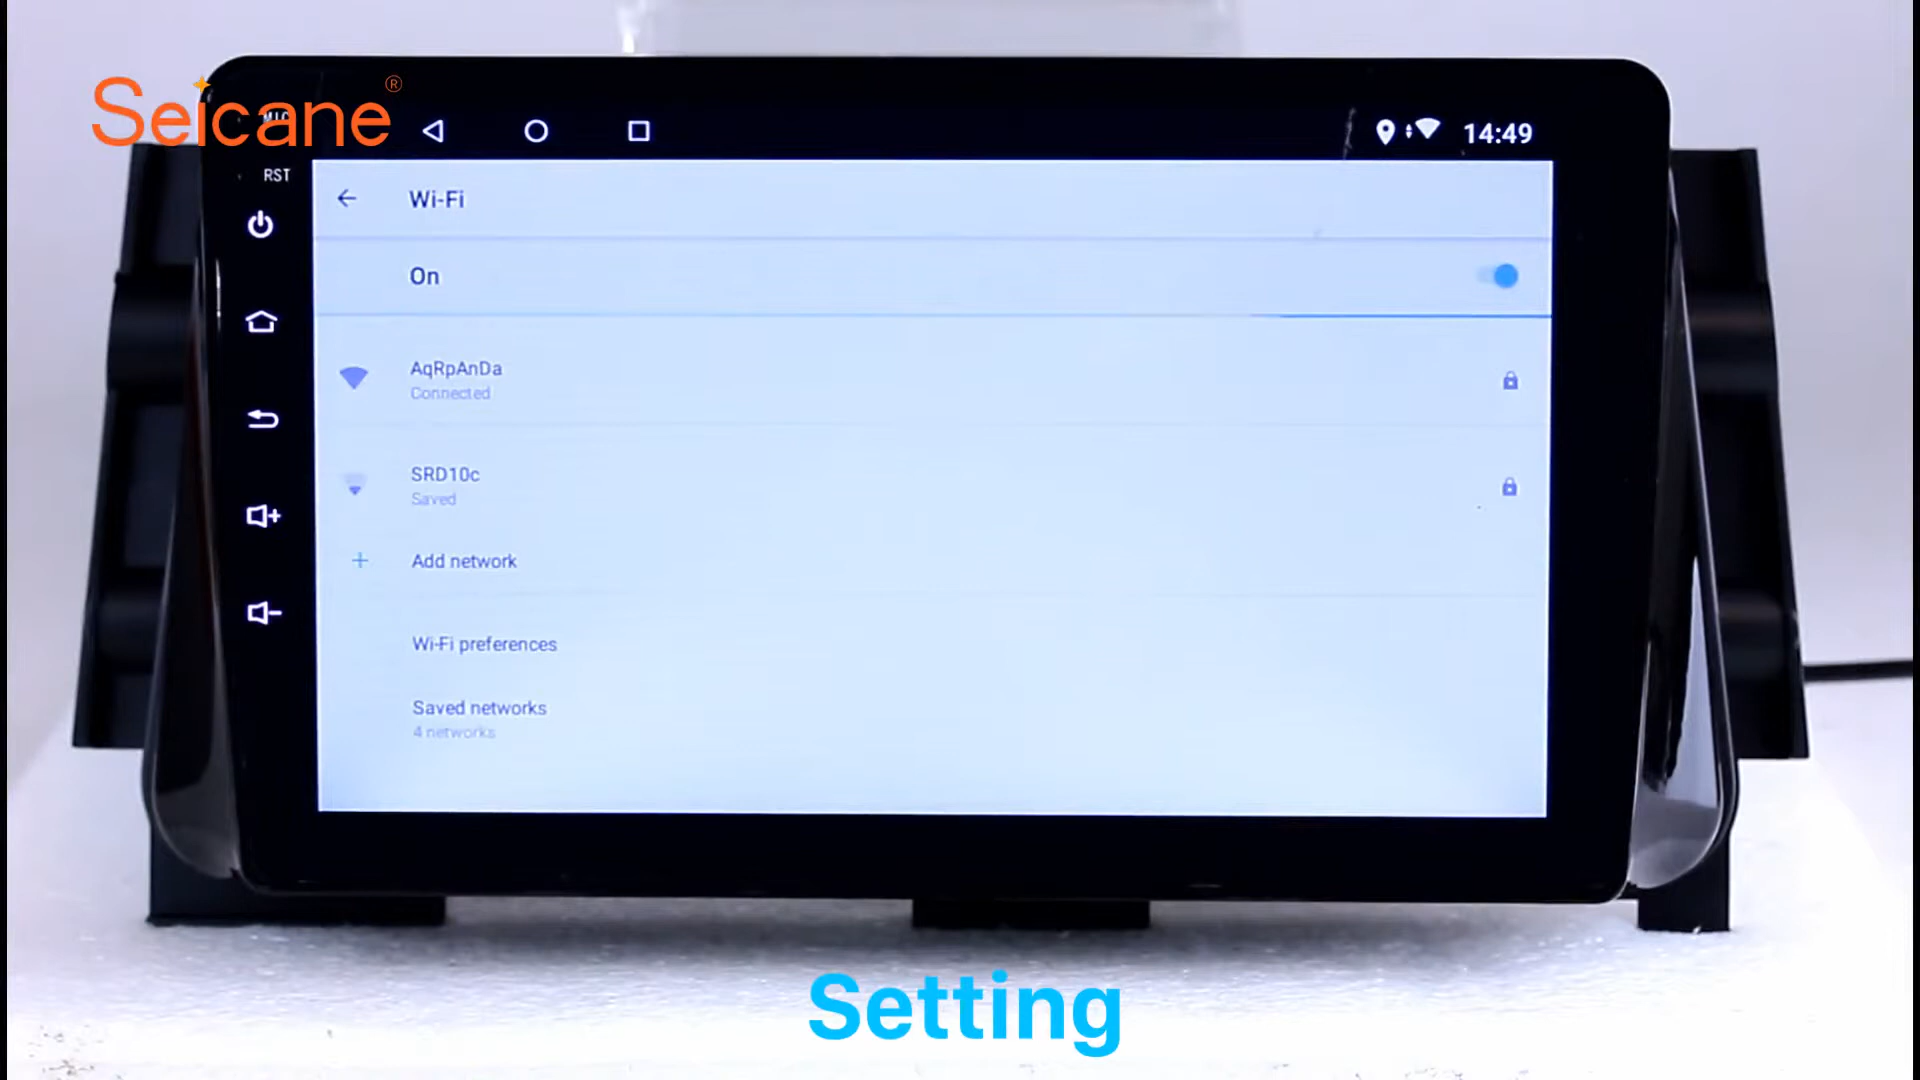 Seicane®
MIC
14:49
RST
Wi-Fi
On
AqRpAnDa
Connected
SRD10c
Saved
Add network
Wi-Fi preferences
Saved networks
4 networks
Setting